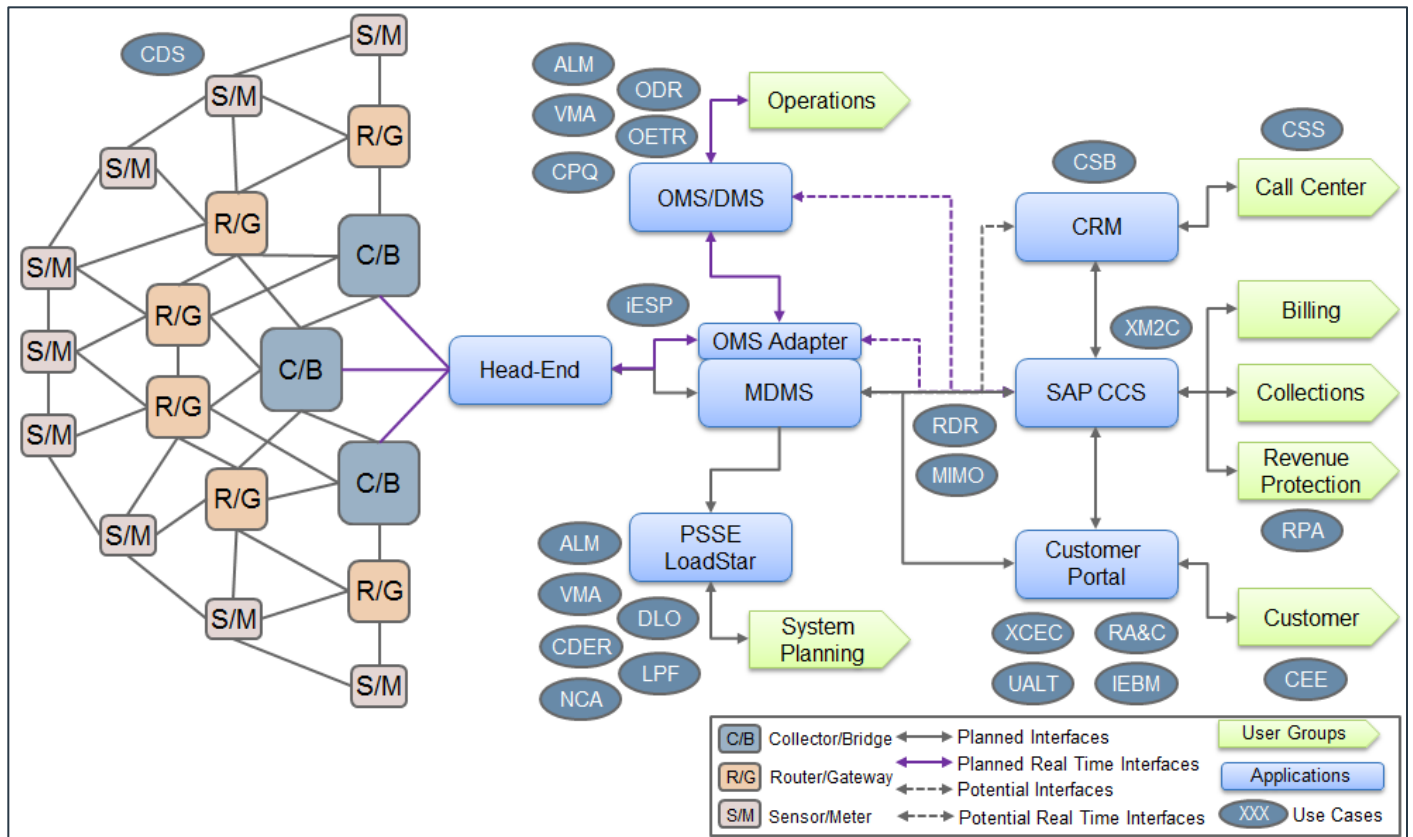 S/M
CDS
S/M
R/G
S/M
R/G
C/B
S/M
R/G
S/M
C/B
R/G
S/M
C/B
R/G
S/M
R/G
S/M
S/M
ALM
ODR
VMA
OETR
CPQ
Operations
OMS/DMS
iESP
Head-End
OMS Adapter
MDMS
CSB
CSS
CRM
Call Center
XM2C
Billing
SAP CCS
Collections
RDR
MIMO
Revenue
Protection
RPA
PSSE
LoadStar
ALM
VMA
DLO
CDER
LPF
NCA
System
Planning
Customer
Portal
XCEC
RA&C
UALT
IEBM
Customer
CEE
C/B
Collector/Bridge
Planned Interfaces
User Groups
Planned Real Time Interfaces
R/G
Router/Gateway
Applications
Potential Interfaces
S/M
Sensor/Meter
Potential Real Time Interfaces
XXX
Use Cases